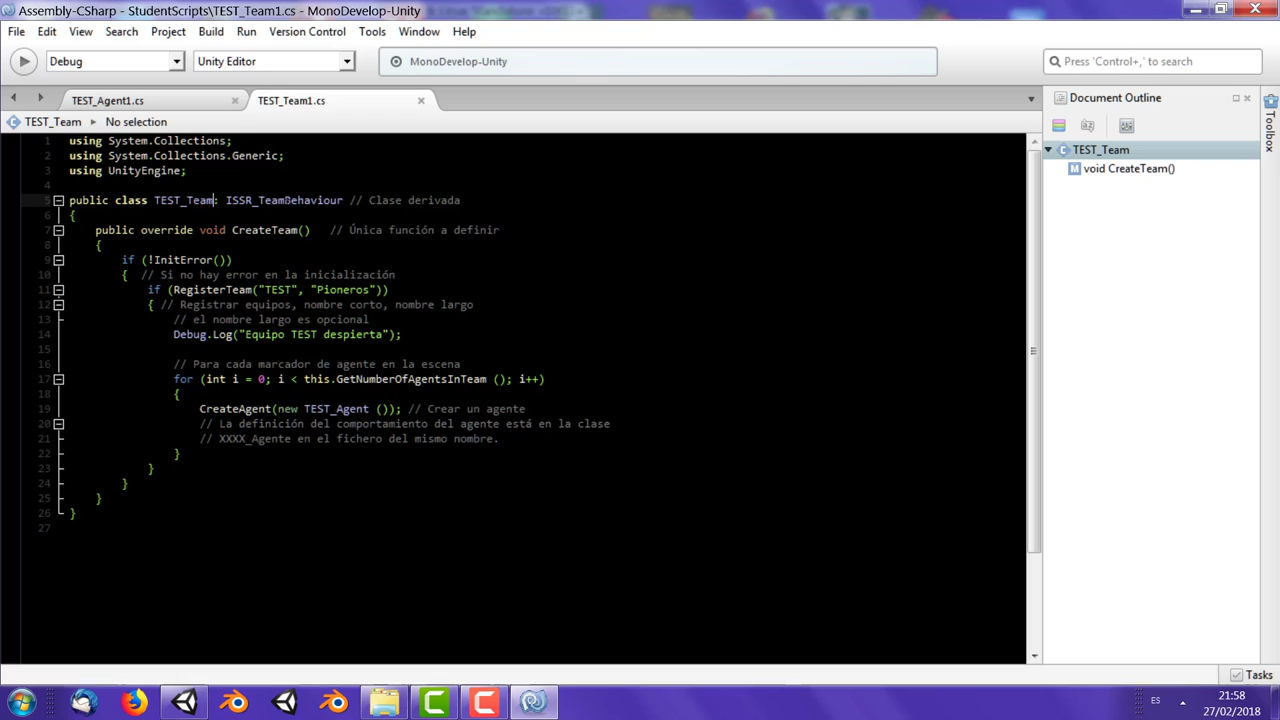 Assembly-CSharp - StudentScripts\TEST_Team1.cs - MonoDevelop-Unity
File Edit View Search Project Build Run Version Control Tools Window Help
Debug Unity Editor MonoDevelop-Unity Press 'Control+,' to search
TEST_Agent1.cs TEST_Team1.cs Document Outline
TEST_Team No selection
Toolbox
TEST_Team
void CreateTeam()
1 using System.Collections;
2 using System.Collections.Generic;
3 using UnityEngine;
4
5 public class TEST_Team: ISSR_TeamBehaviour // Clase derivada
6 {
7 public override void CreateTeam() // Única función a definir
8 {
9 if (!InitError())
10 { // Si no hay error en la inicialización
11 if (RegisterTeam("TEST", "Pioneros"))
12 { // Registrar equipos, nombre corto, nombre largo
13 // el nombre largo es opcional
14 Debug.Log("Equipo TEST despierta");
15
16 // Para cada marcador de agente en la escena
17 for (int i = 0; i < this.GetNumberOfAgentsInTeam (); i++)
18 {
19 CreateAgent(new TEST_Agent ()); // Crear un agente
20 // La definición del comportamiento del agente está en la clase
21 // XXXX_Agente en el fichero del mismo nombre.
22 }
23 }
24 }
25 }
26 }
27
Tasks
ES 21:58
27/02/2018